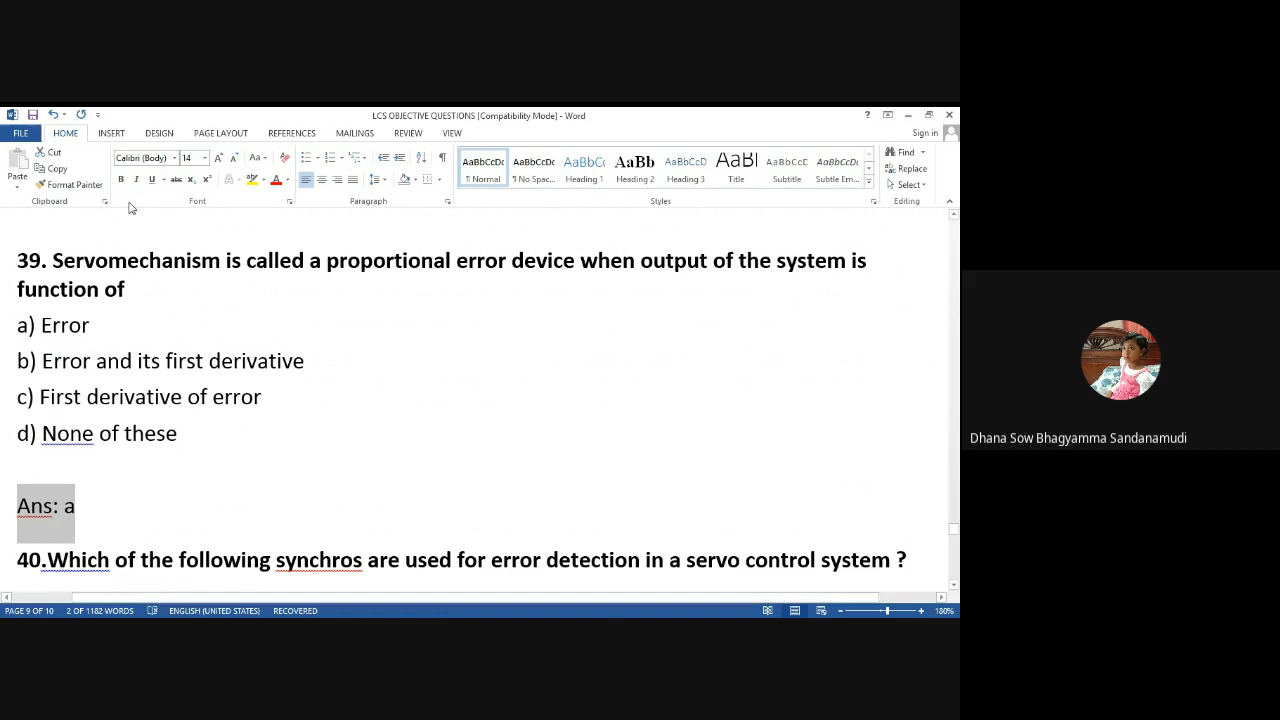 LCS OBJECTIVE QUESTIONS [Compatibility Mode] - Word
FILE HOME INSERT DESIGN PAGE LAYOUT REFERENCES MAILINGS REVIEW VIEW Sign in
Paste Cut Copy Format Painter
Calibri (Body) 14
AaBbCcDc AaBbCcDc AaBbCc AaBb AaBbCcD AaBl AaBbCcD AaBbCcD
¶ Normal ¶ No Spac... Heading 1 Heading 2 Heading 3 Title Subtitle Subtle Em...
Find Replace Select
Clipboard Font Paragraph Styles Editing
39. Servomechanism is called a proportional error device when output of the system is
function of
a) Error
b) Error and its first derivative
c) First derivative of error
d) None of these
Ans: a
40.Which of the following synchros are used for error detection in a servo control system ?
PAGE 9 OF 10 2 OF 1182 WORDS ENGLISH (UNITED STATES) RECOVERED 180%
Dhana Sow Bhagyamma Sandanamudi